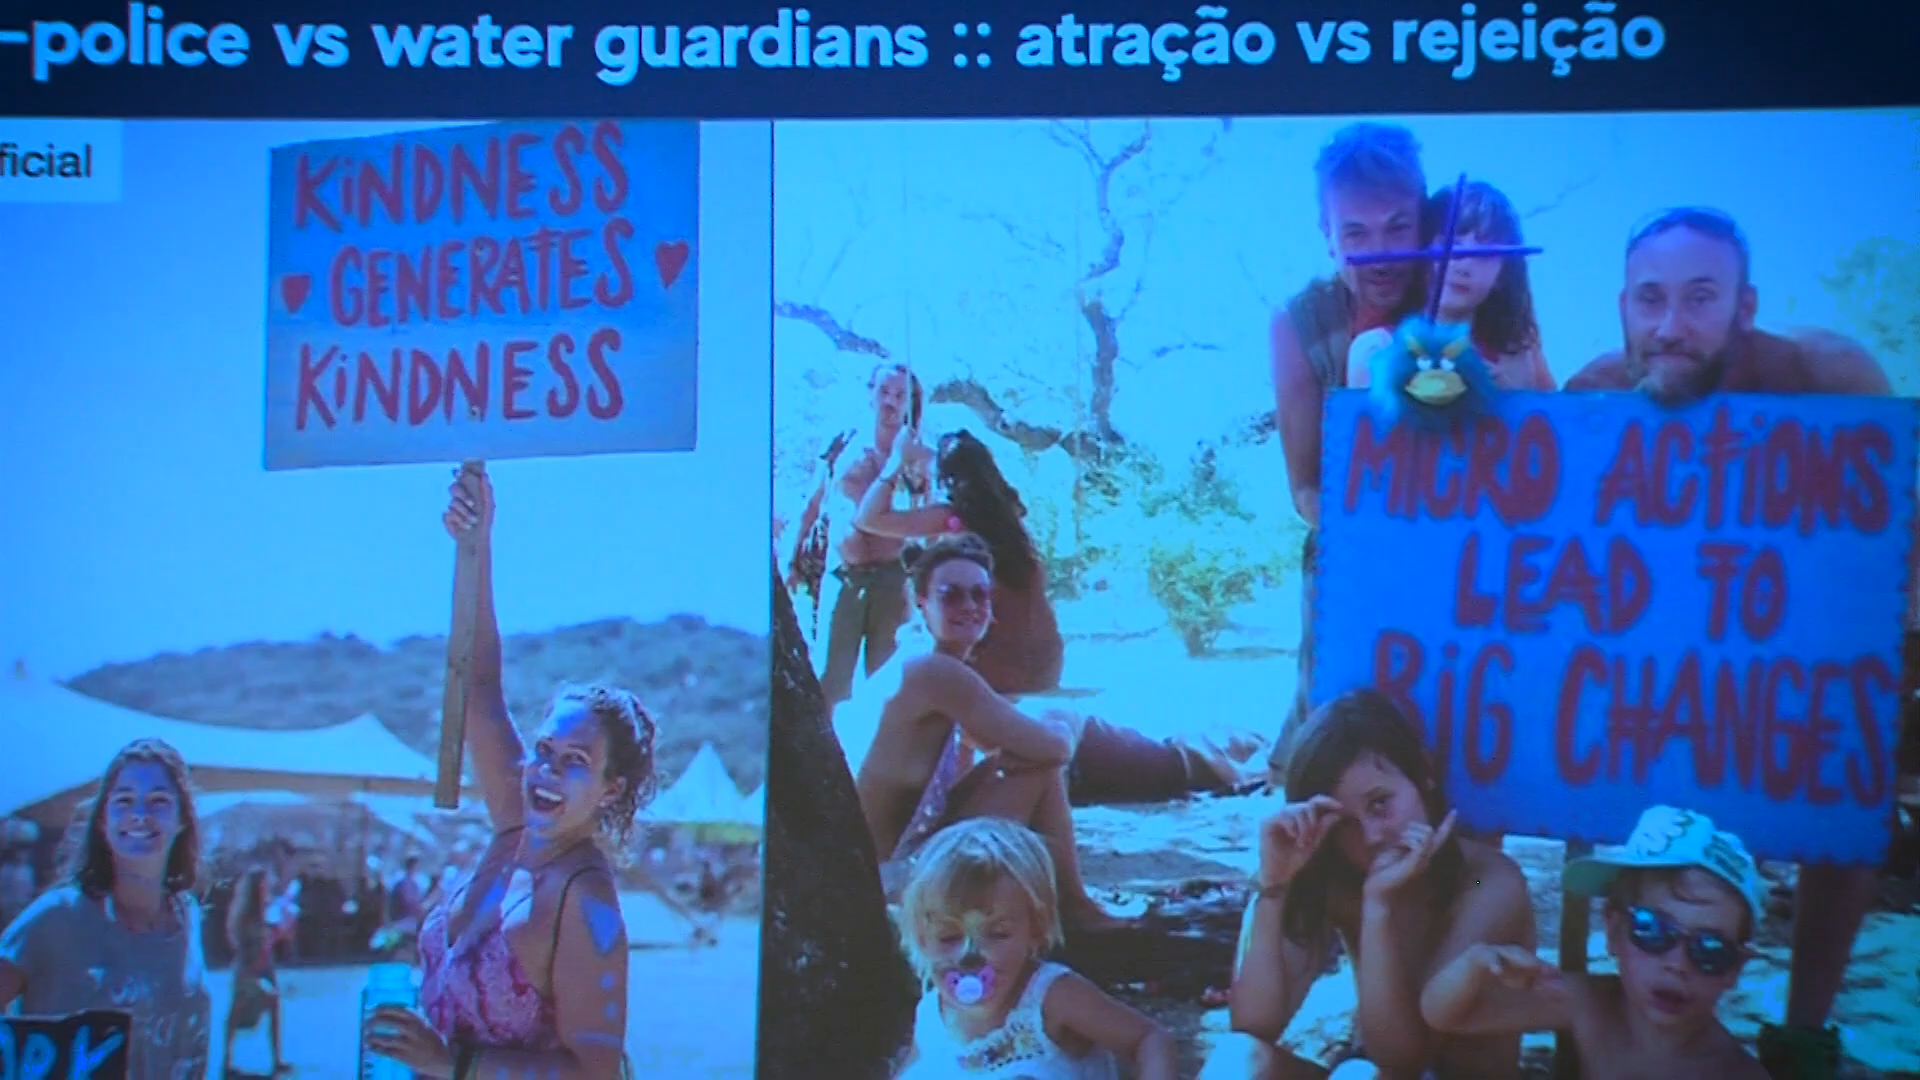 -police vs water guardians :: atração vs rejeição
ficial
KiNDNESS
GENERATES
KiNDNESS
MICRO ACTiONS
LEAD TO
BiG CHANGES